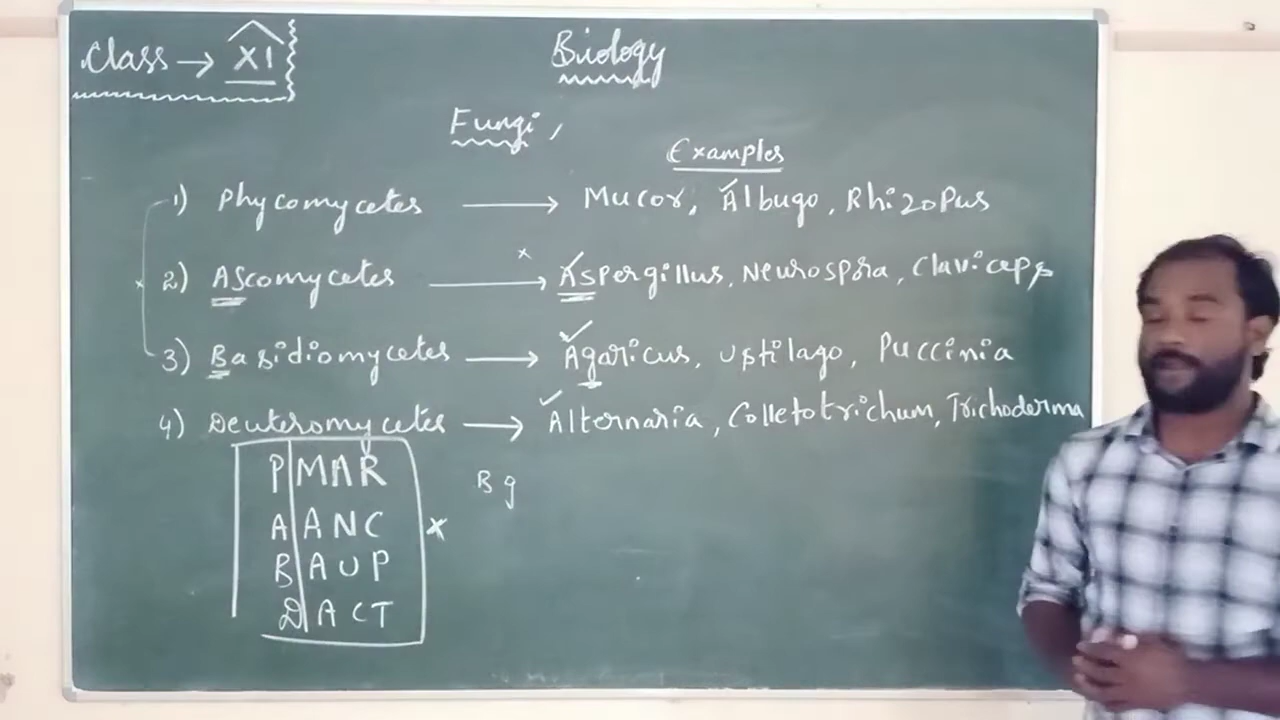 Class → XI
Biology
Fungi,
Examples
1) Phycomycetes → Mucor, Albugo, Rhizopus
2) Ascomycetes → Aspergillus, Neurospora, Claviceps
3) Basidiomycetes → Agaricus, Ustilago, Puccinia
4) Deuteromycetes → Alternaria, Colletotrichum, Trichoderma
P MAR
A ANC
B AUP
D ACT
B g